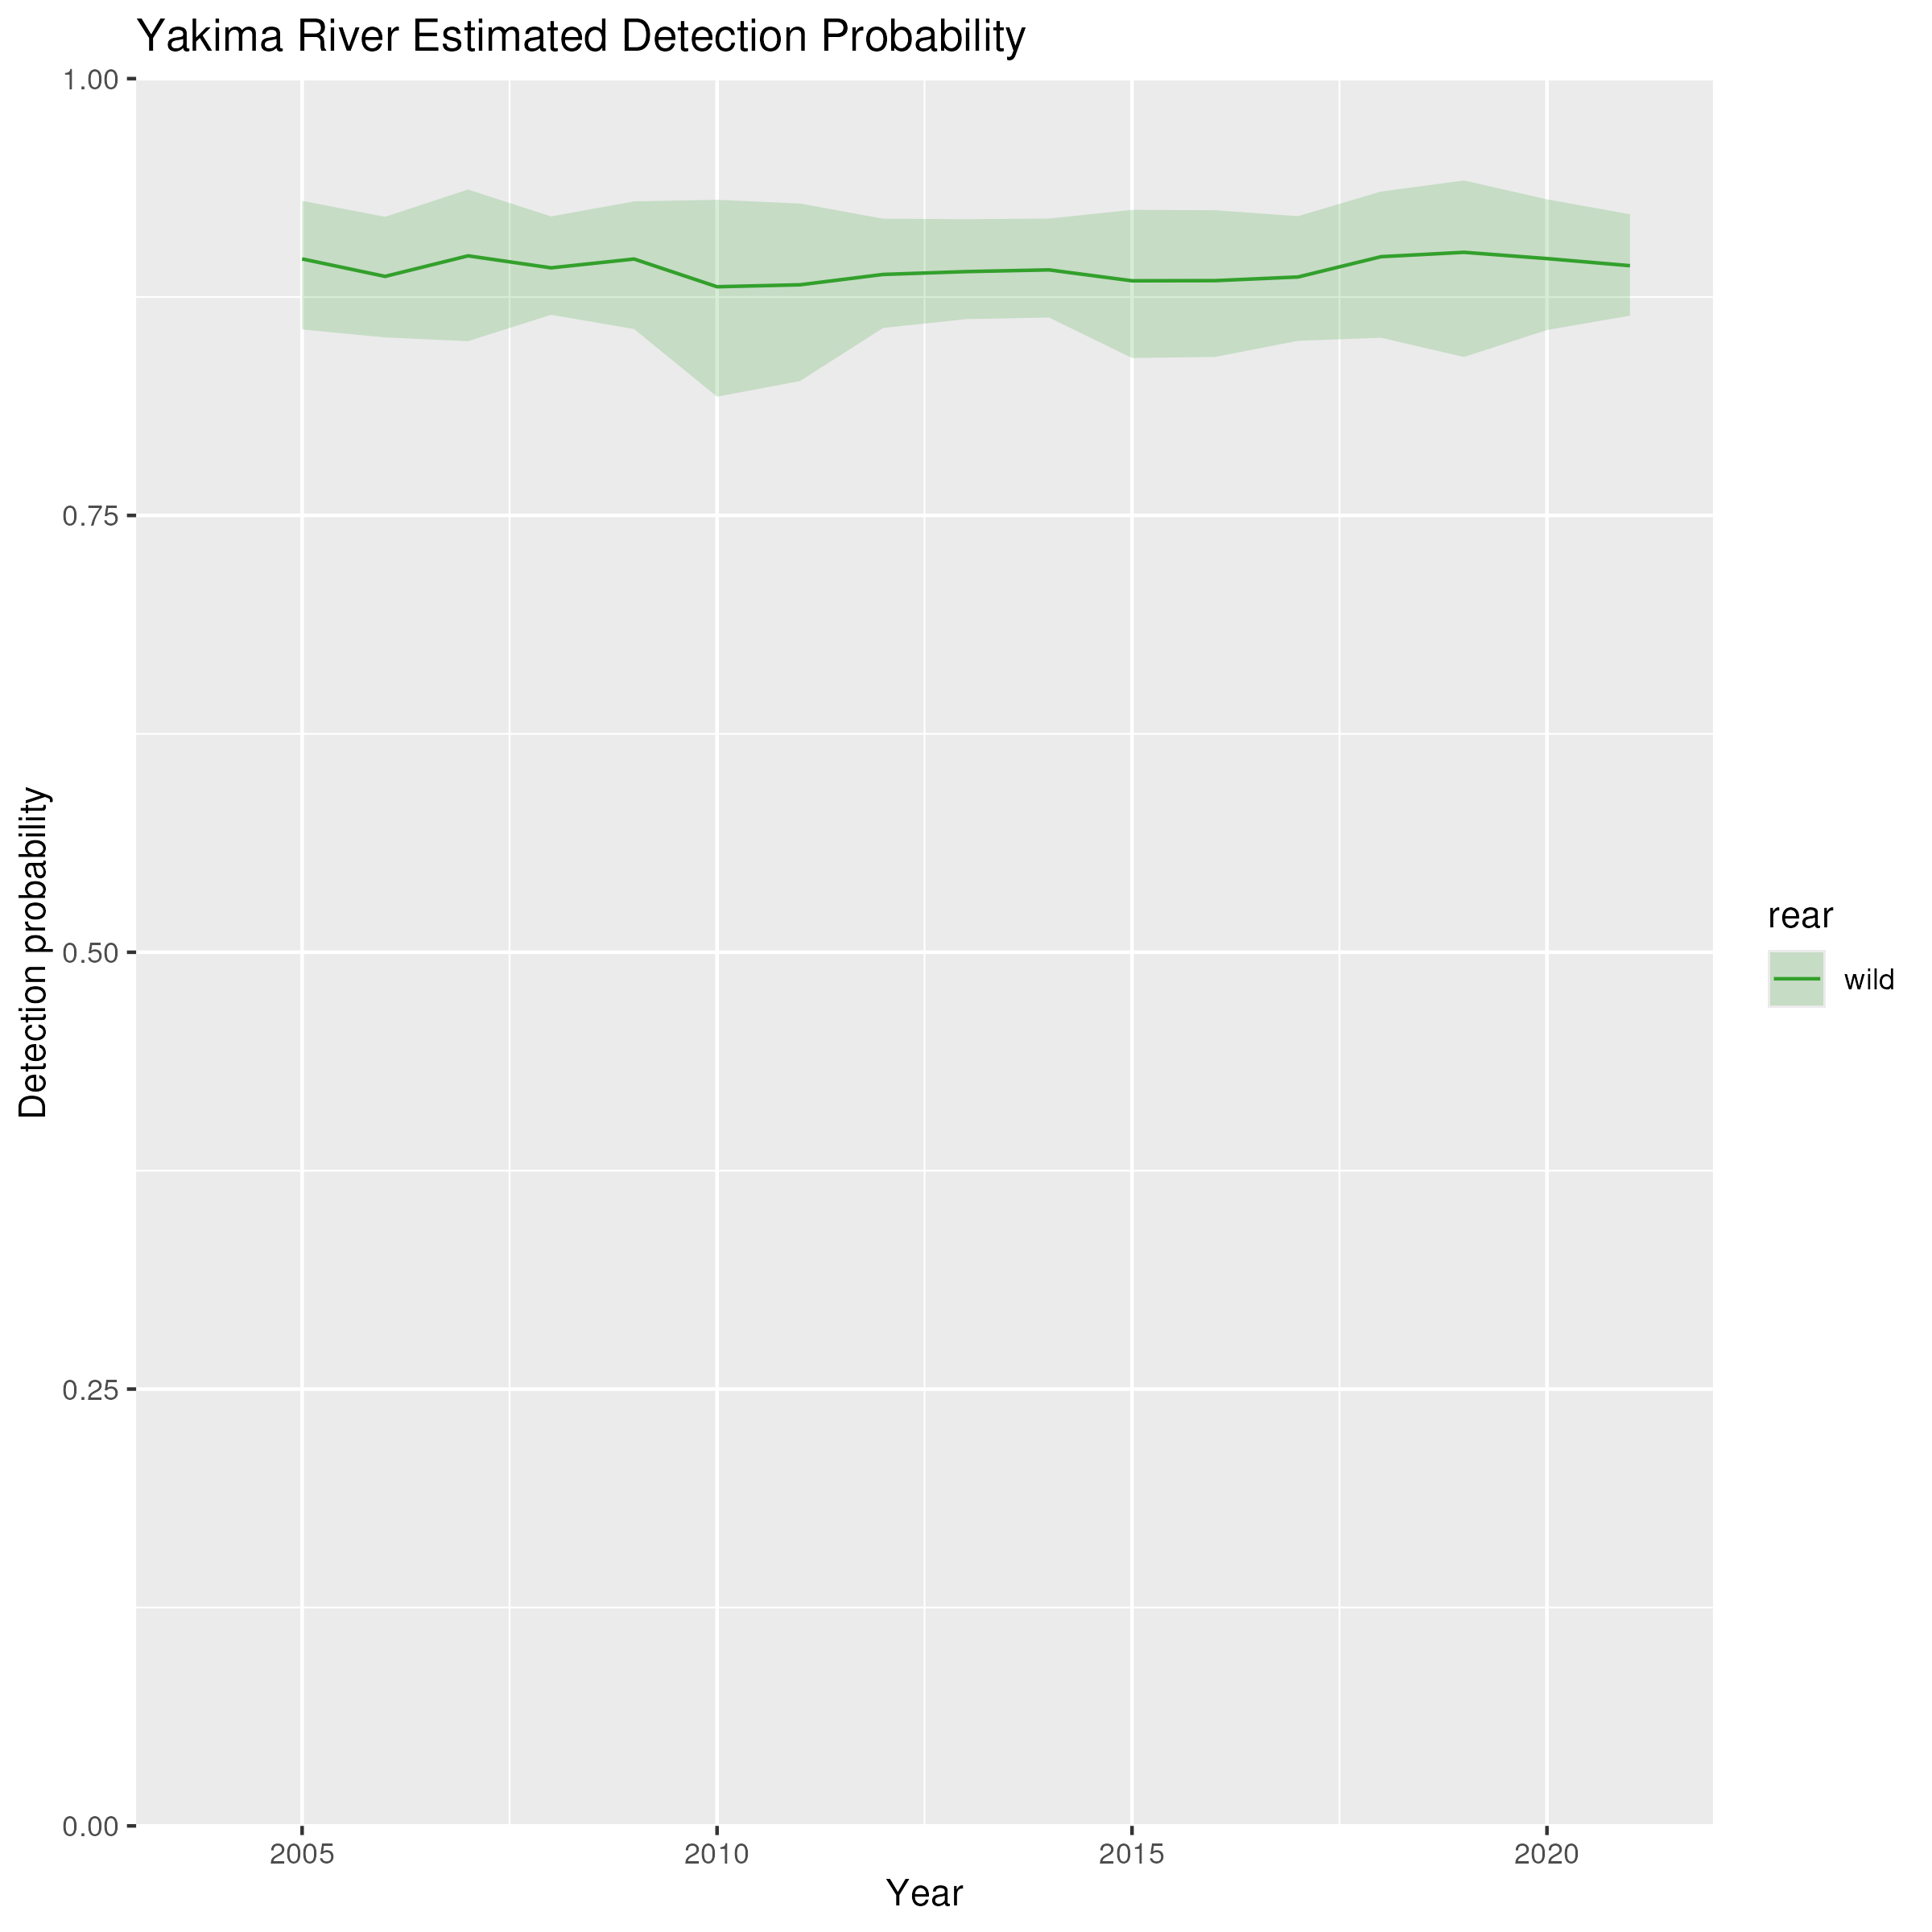 Yakima River Estimated Detection Probability
1.00
0.75
0.50
0.25
0.00
Detection probability
2005
2010
2015
2020
Year
rear
wild